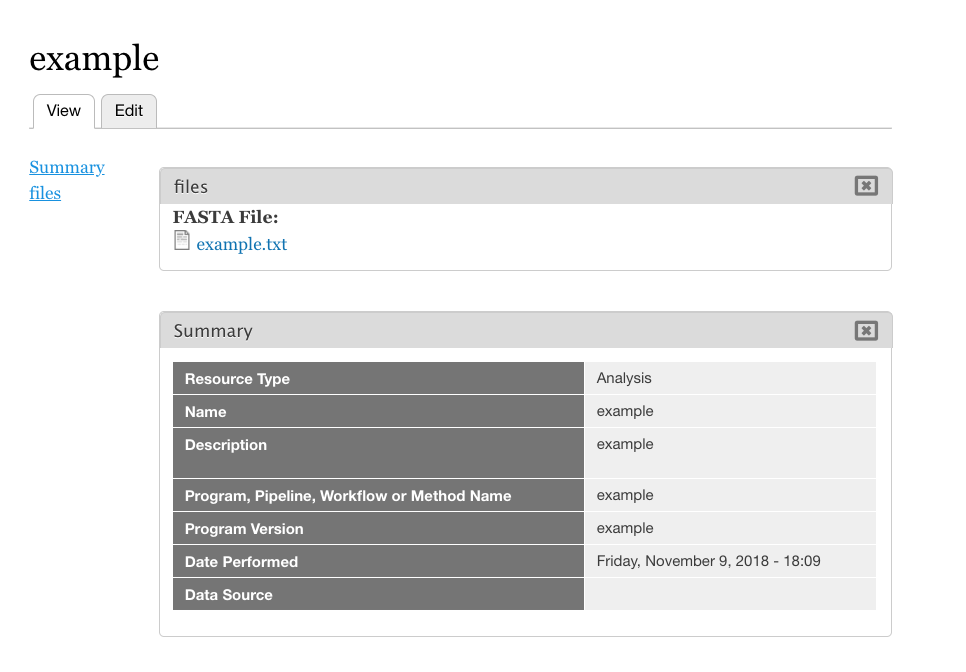 example
View Edit
Summary
files
files
FASTA File:
example.txt
Summary
Resource Type Analysis
Name example
Description example
Program, Pipeline, Workflow or Method Name example
Program Version example
Date Performed Friday, November 9, 2018 - 18:09
Data Source